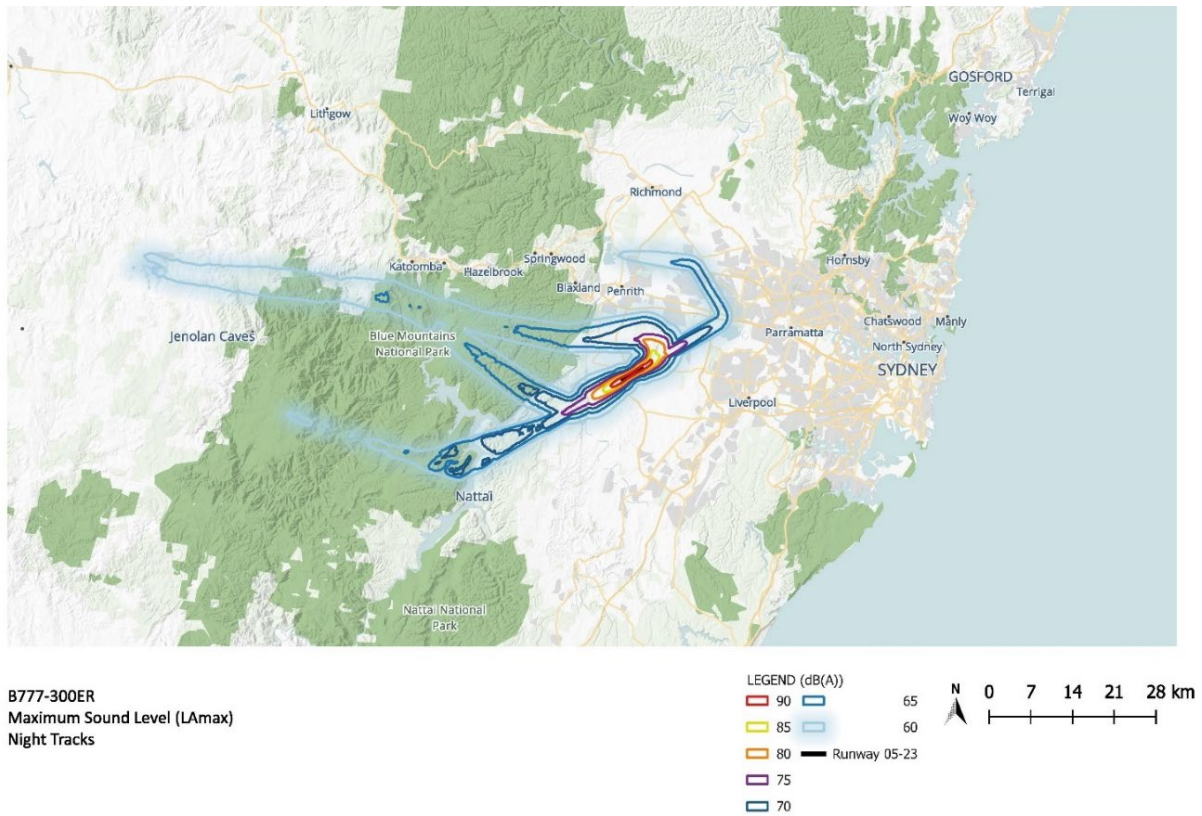 GOSFORD
Terrigal
Lithgow
Woy Woy
Richmond
Hornsby
Springwood
Katoomba
Hazelbrook
Blaxland
Penrith
Chatswood
Manly
Parramatta
Jenolan Caves
Blue Mountains
National Park
North Sydney
SYDNEY
Liverpool
Nattai
Nattai National
Park
B777-300ER
Maximum Sound Level (LAmax)
Night Tracks
LEGEND (dB(A))
90 65
85 60
80 Runway 05-23
75
70
N
0 7 14 21 28 km